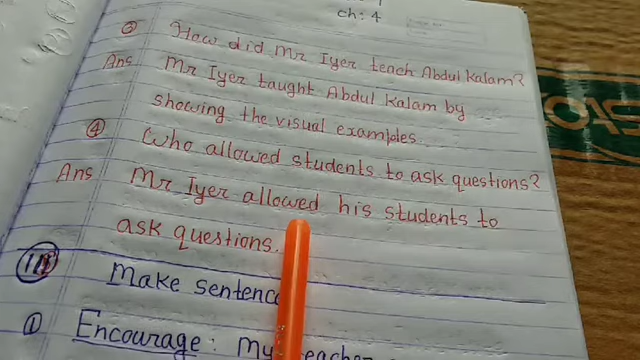 ch: 4
③ How did Mr Iyer teach Abdul Kalam?
Ans Mr Iyer taught Abdul Kalam by
showing the visual examples.
④ Who allowed students to ask questions?
Ans Mr Iyer allowed his students to
ask questions.
III Make
① Encourage: My